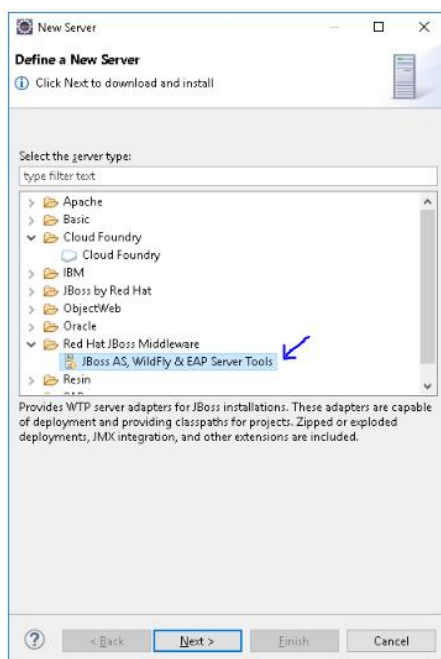 New Server
Define a New Server
Click Next to download and install
Select the server type:
type filter text
Apache
Basic
Cloud Foundry
Cloud Foundry
IBM
JBoss by Red Hat
ObjectWeb
Oracle
Red Hat JBoss Middleware
JBoss AS, WildFly & EAP Server Tools
Resin
Provides WTP server adapters for JBoss installations. These adapters are capable
of deployment and providing classpaths for projects. Zipped or exploded
deployments, JMX integration, and other extensions are included.
< Back
Next >
Finish
Cancel